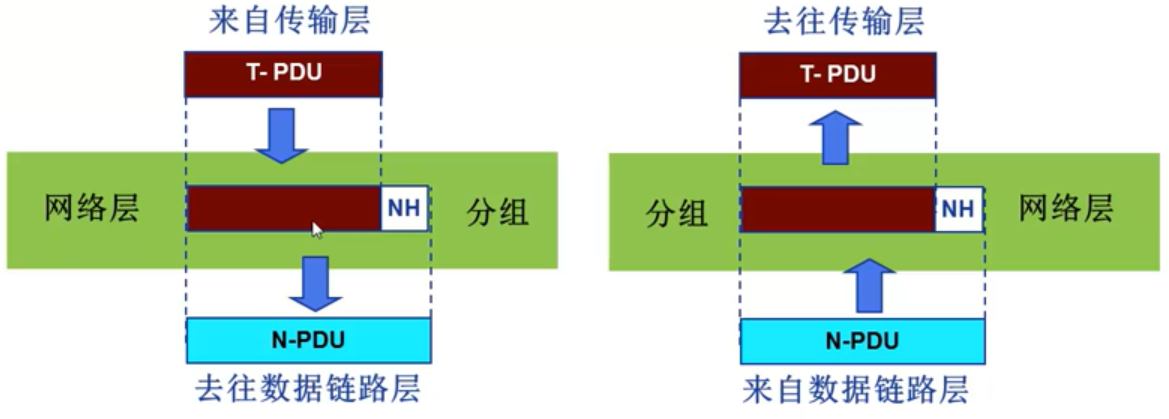 来自传输层
T- PDU
网络层
NH
分组
N-PDU
去往数据链路层
去往传输层
T- PDU
分组
NH
网络层
N-PDU
来自数据链路层